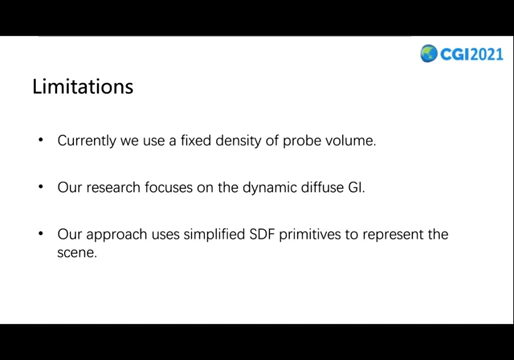 CGI2021
Limitations
• Currently we use a fixed density of probe volume.
• Our research focuses on the dynamic diffuse GI.
• Our approach uses simplified SDF primitives to represent the
scene.